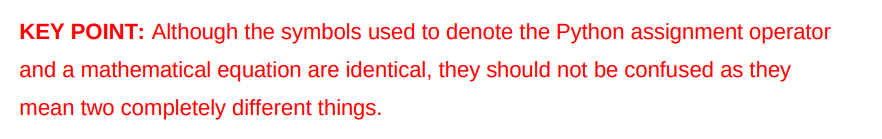 KEY POINT: Although the symbols used to denote the Python assignment operator
and a mathematical equation are identical, they should not be confused as they
mean two completely different things.